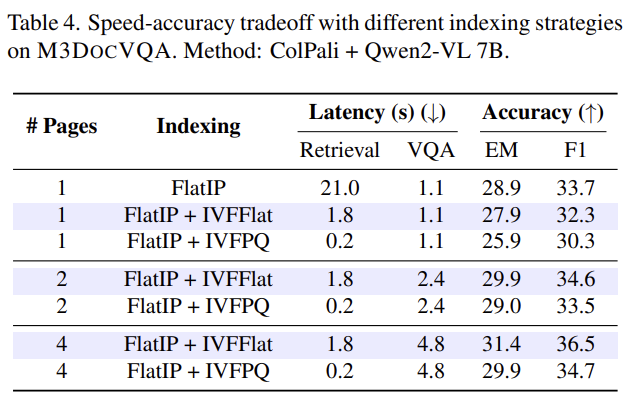 Table 4. Speed-accuracy tradeoff with different indexing strategies
on M3DOCVQA. Method: ColPali + Qwen2-VL 7B.
# Pages Indexing Latency (s) (↓) Accuracy (↑)
Retrieval VQA EM F1
1 FlatIP 21.0 1.1 28.9 33.7
1 FlatIP + IVFFlat 1.8 1.1 27.9 32.3
1 FlatIP + IVFPQ 0.2 1.1 25.9 30.3
2 FlatIP + IVFFlat 1.8 2.4 29.9 34.6
2 FlatIP + IVFPQ 0.2 2.4 29.0 33.5
4 FlatIP + IVFFlat 1.8 4.8 31.4 36.5
4 FlatIP + IVFPQ 0.2 4.8 29.9 34.7